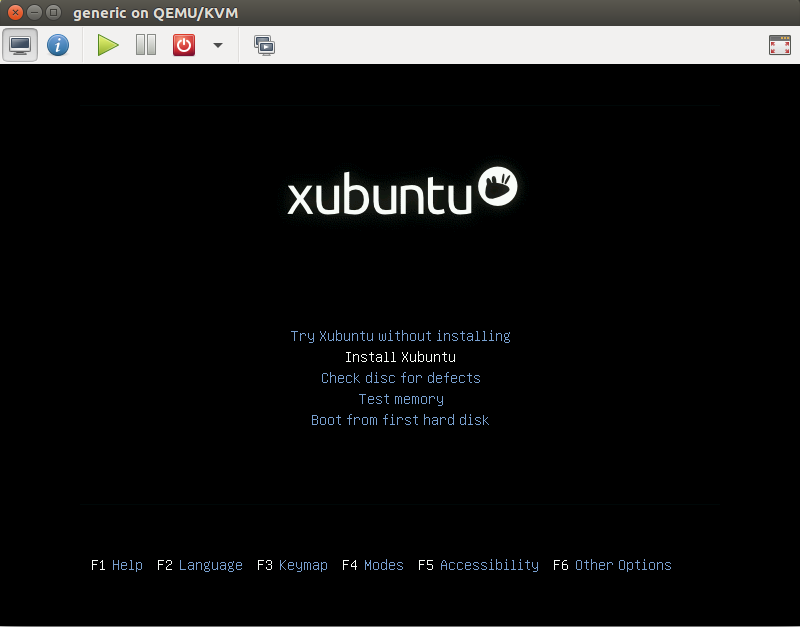 generic on QEMU/KVM
xubuntu
Try Xubuntu without installing
Install Xubuntu
Check disc for defects
Test memory
Boot from first hard disk
F1 Help F2 Language F3 Keymap F4 Modes F5 Accessibility F6 Other Options